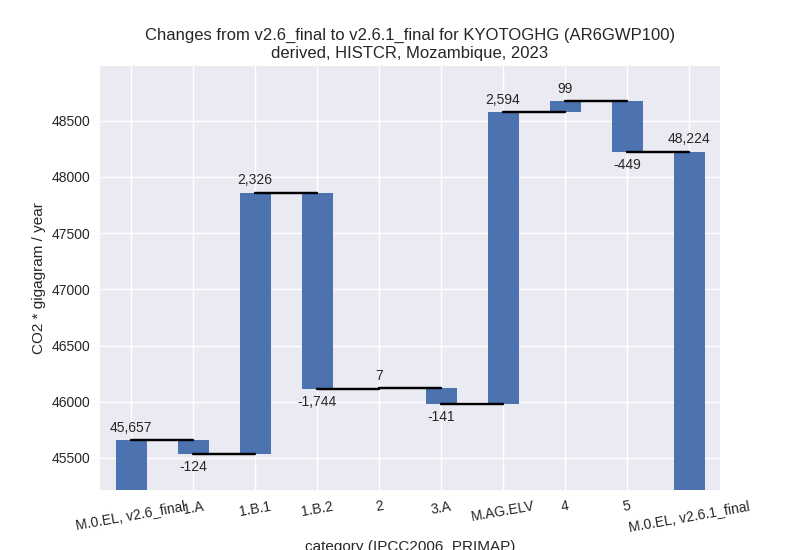 Changes from v2.6_final to v2.6.1_final for KYOTOGHG (AR6GWP100)
derived, HISTCR, Mozambique, 2023
CO2 * gigagram / year
48500
48000
47500
47000
46500
46000
45500
45,657
-124
2,326
-1,744
7
-141
2,594
99
-449
48,224
M.0.EL, v2.6_final
1.A
1.B.1
1.B.2
2
3.A
M.AG.ELV
4
5
M.0.EL, v2.6.1_final
category (IPCC2006_PRIMAP)